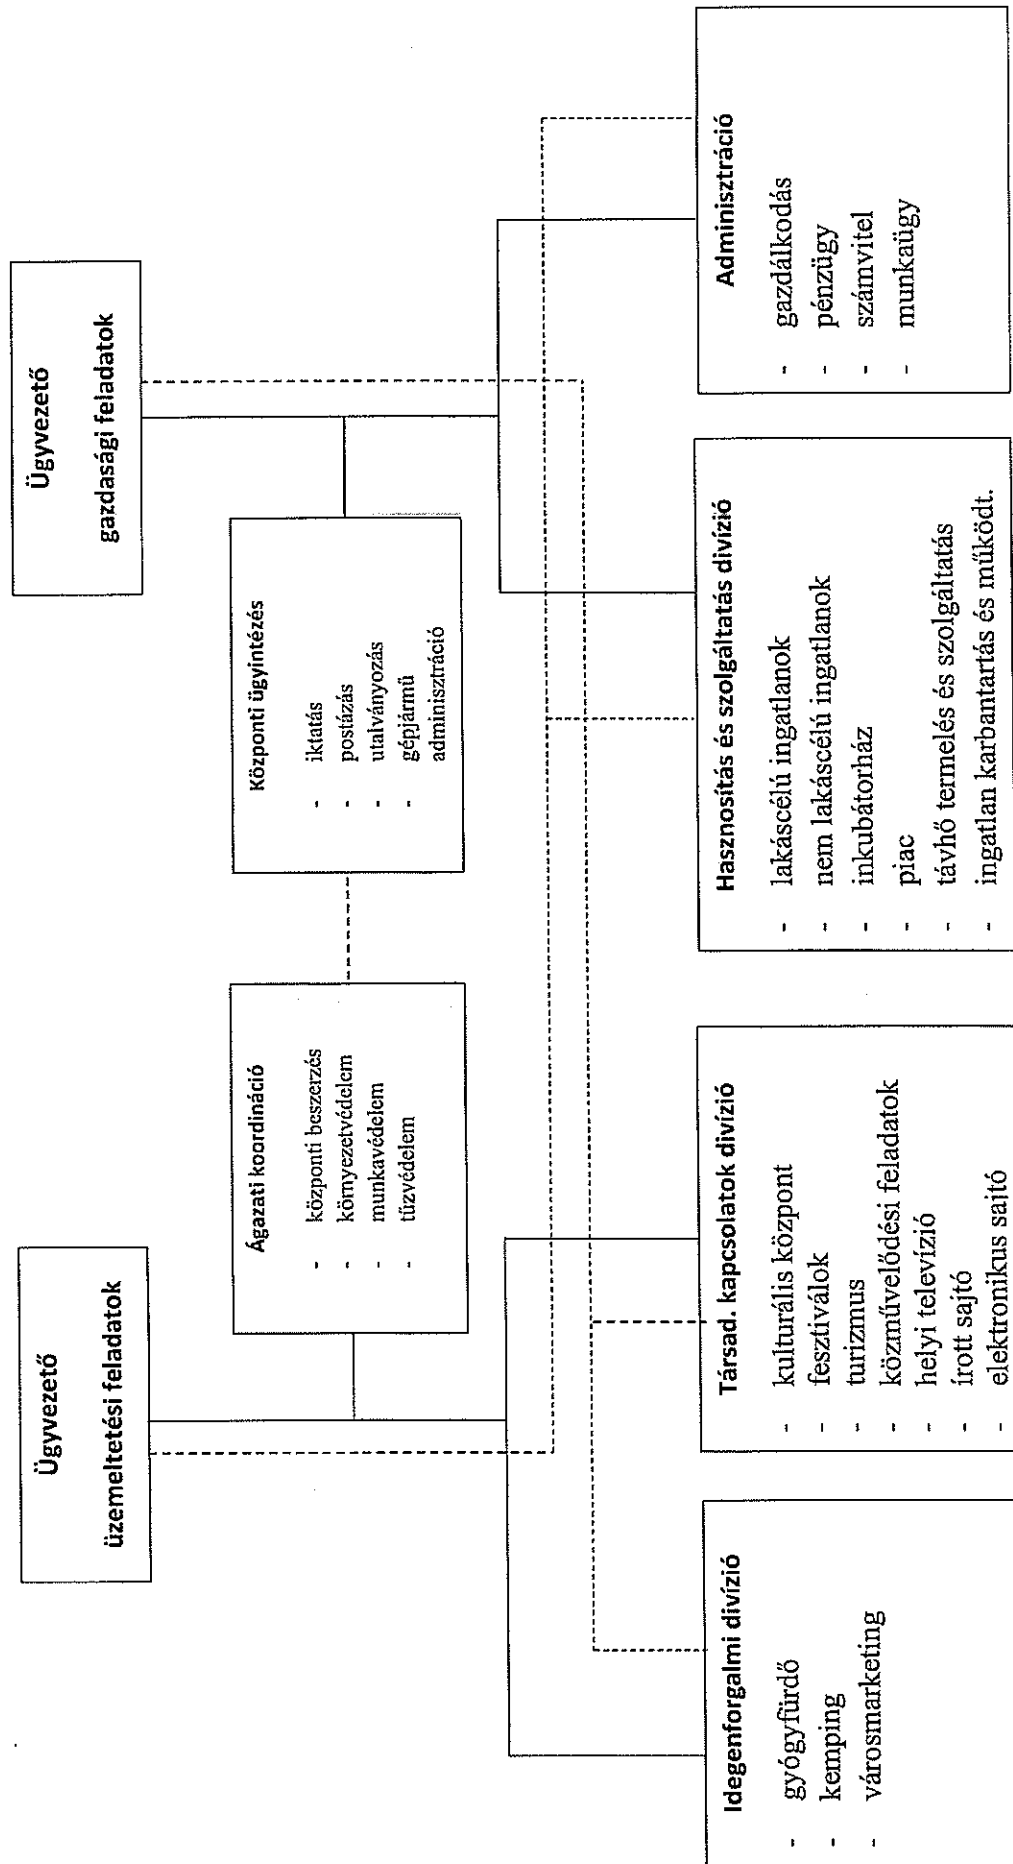 Ügyvezető
üzemeltetési feladatok
Ügyvezető
gazdasági feladatok
Ágazati koordináció
- központi beszerzés
- környezetvédelem
- munkavédelem
- tűzvédelem
Központi ügyintézés
- iktatás
- postázás
- utalványozás
- gépjármű
adminisztráció
Idegenforgalmi divízió
- gyógyfürdő
- kemping
- városmarketing
Társad. kapcsolatok divízió
- kulturális központ
- fesztiválok
- turizmus
- közművelődési feladatok
- helyi televízió
- írott sajtó
- elektronikus sajtó
Hasznosítás és szolgáltatás divízió
- lakáscélú ingatlanok
- nem lakáscélú ingatlanok
- inkubátorház
- piac
- távhő termelés és szolgáltatás
- ingatlan karbantartás és működt.
Adminisztráció
- gazdálkodás
- pénzügy
- számvitel
- munkaügy